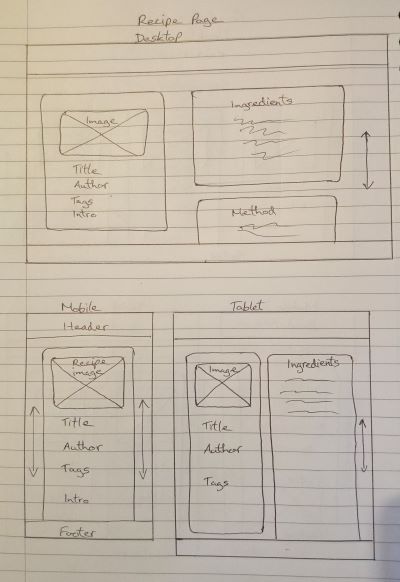 Recipe Page
Desktop
Image
Title
Author
Tags
Intro
Ingredients
Method
Mobile
Header
Recipe
image
Title
Author
Tags
Intro
Footer
Tablet
Image
Title
Author
Tags
Ingredients